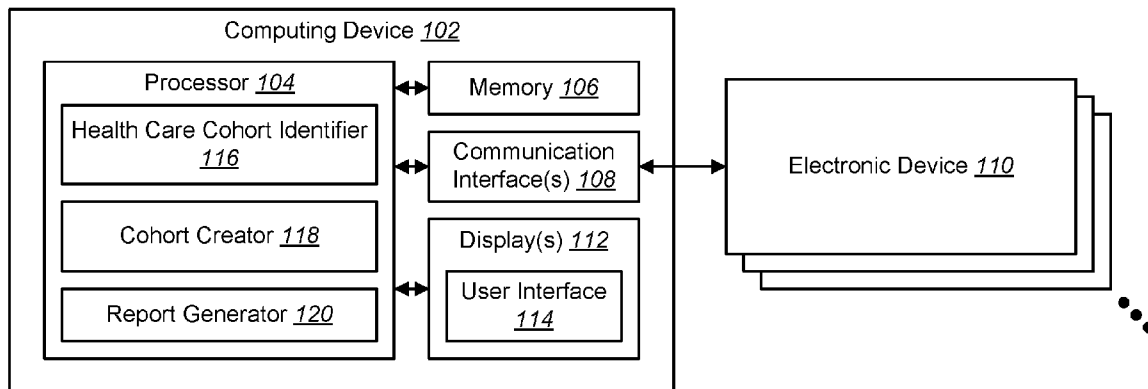 Computing Device 102
Processor 104
Health Care Cohort Identifier
116
Cohort Creator 118
Report Generator 120
Memory 106
Communication
Interface(s) 108
Display(s) 112
User Interface
114
Electronic Device 110